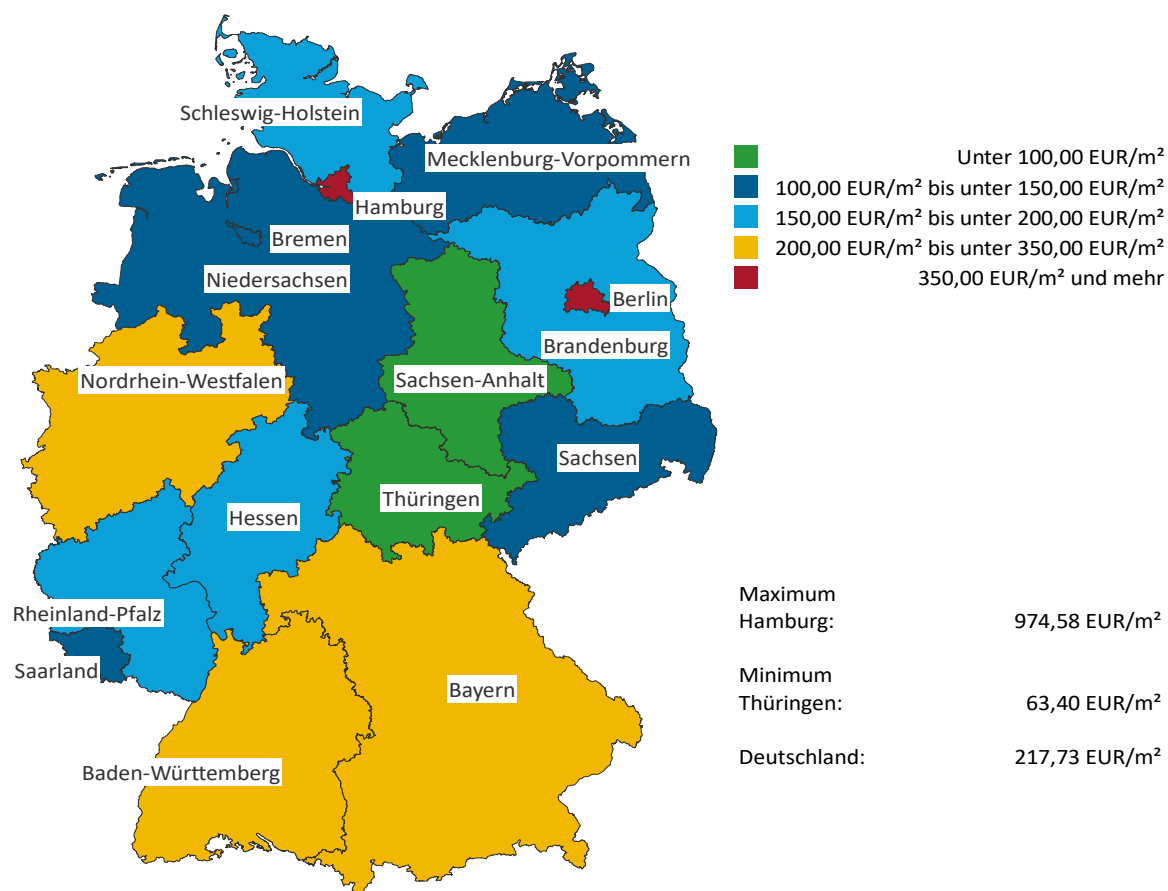 Schleswig-Holstein
Mecklenburg-Vorpommern
Hamburg
Bremen
Niedersachsen
Berlin
Brandenburg
Nordrhein-Westfalen
Sachsen-Anhalt
Sachsen
Thüringen
Hessen
Rheinland-Pfalz
Saarland
Bayern
Baden-Württemberg
Unter 100,00 EUR/m²
100,00 EUR/m² bis unter 150,00 EUR/m²
150,00 EUR/m² bis unter 200,00 EUR/m²
200,00 EUR/m² bis unter 350,00 EUR/m²
350,00 EUR/m² und mehr
Maximum
Hamburg: 974,58 EUR/m²
Minimum
Thüringen: 63,40 EUR/m²
Deutschland: 217,73 EUR/m²